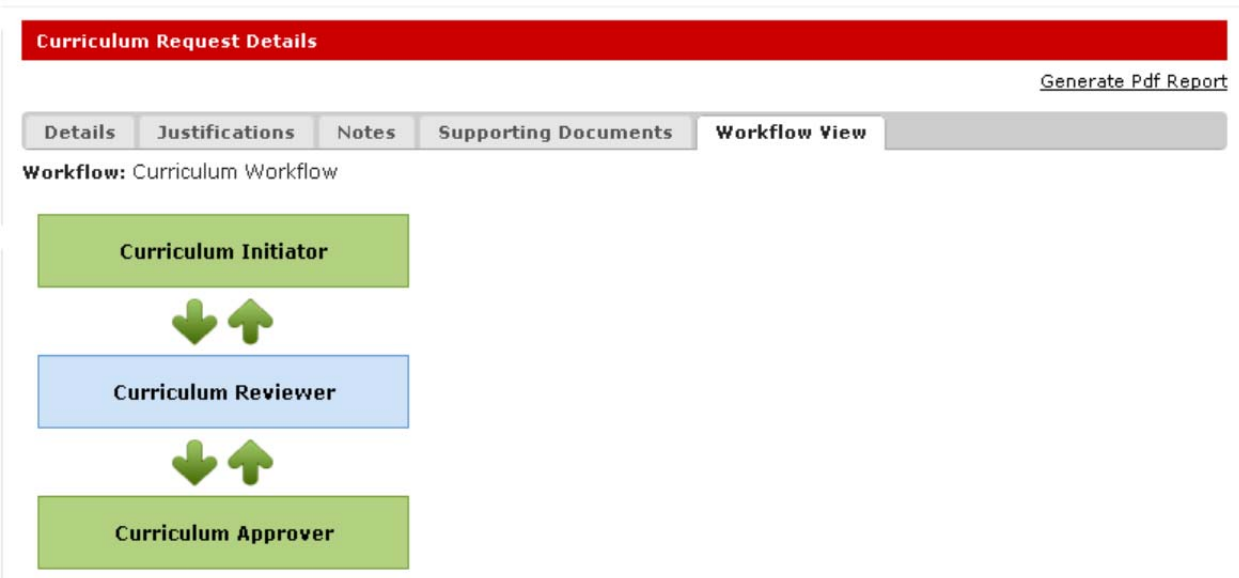 Curriculum Request Details
Generate Pdf Report
Details Justifications Notes Supporting Documents Workflow View
Workflow: Curriculum Workflow
Curriculum Initiator
Curriculum Reviewer
Curriculum Approver